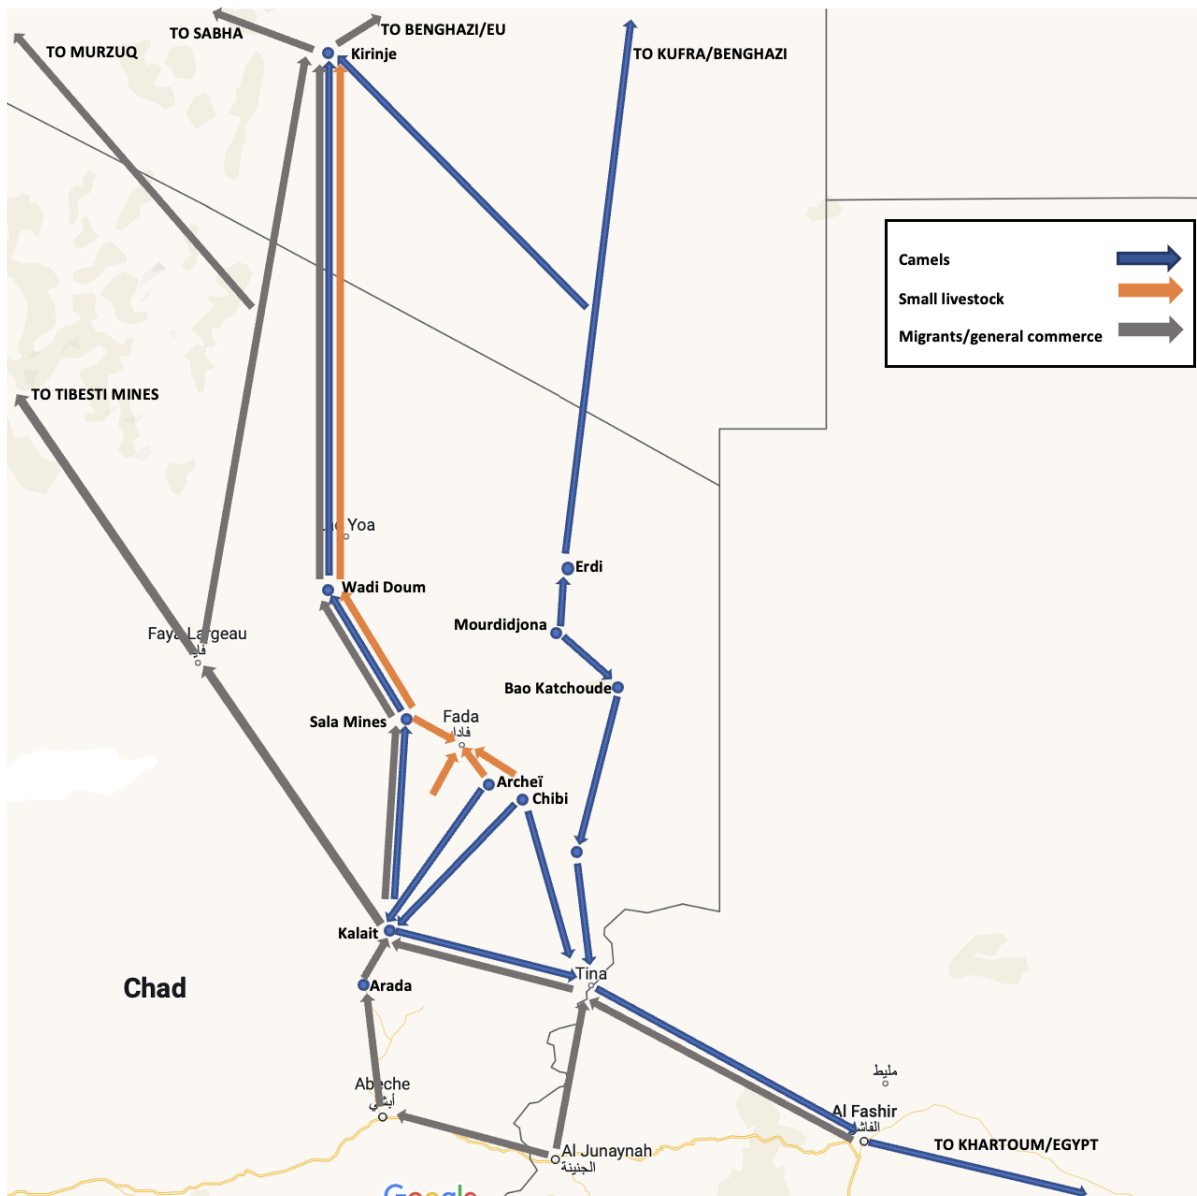 TO SABHA
TO BENGHAZI/EU
TO MURZUQ
Kirinje
TO KUFRA/BENGHAZI
Camels
Small livestock
Migrants/general commerce
TO TIBESTI MINES
Yoa
Erdi
Wadi Doum
Mourdidjona
Faya Largeau
فايا
Bao Katchoude
Sala Mines
Fada
فادا
Archeï
Chibi
Kalait
Tina
Chad
Arada
مليط
Abeche
أبشي
Al Fashir
الفاشر
TO KHARTOUM/EGYPT
Al Junaynah
الجنينة
Google